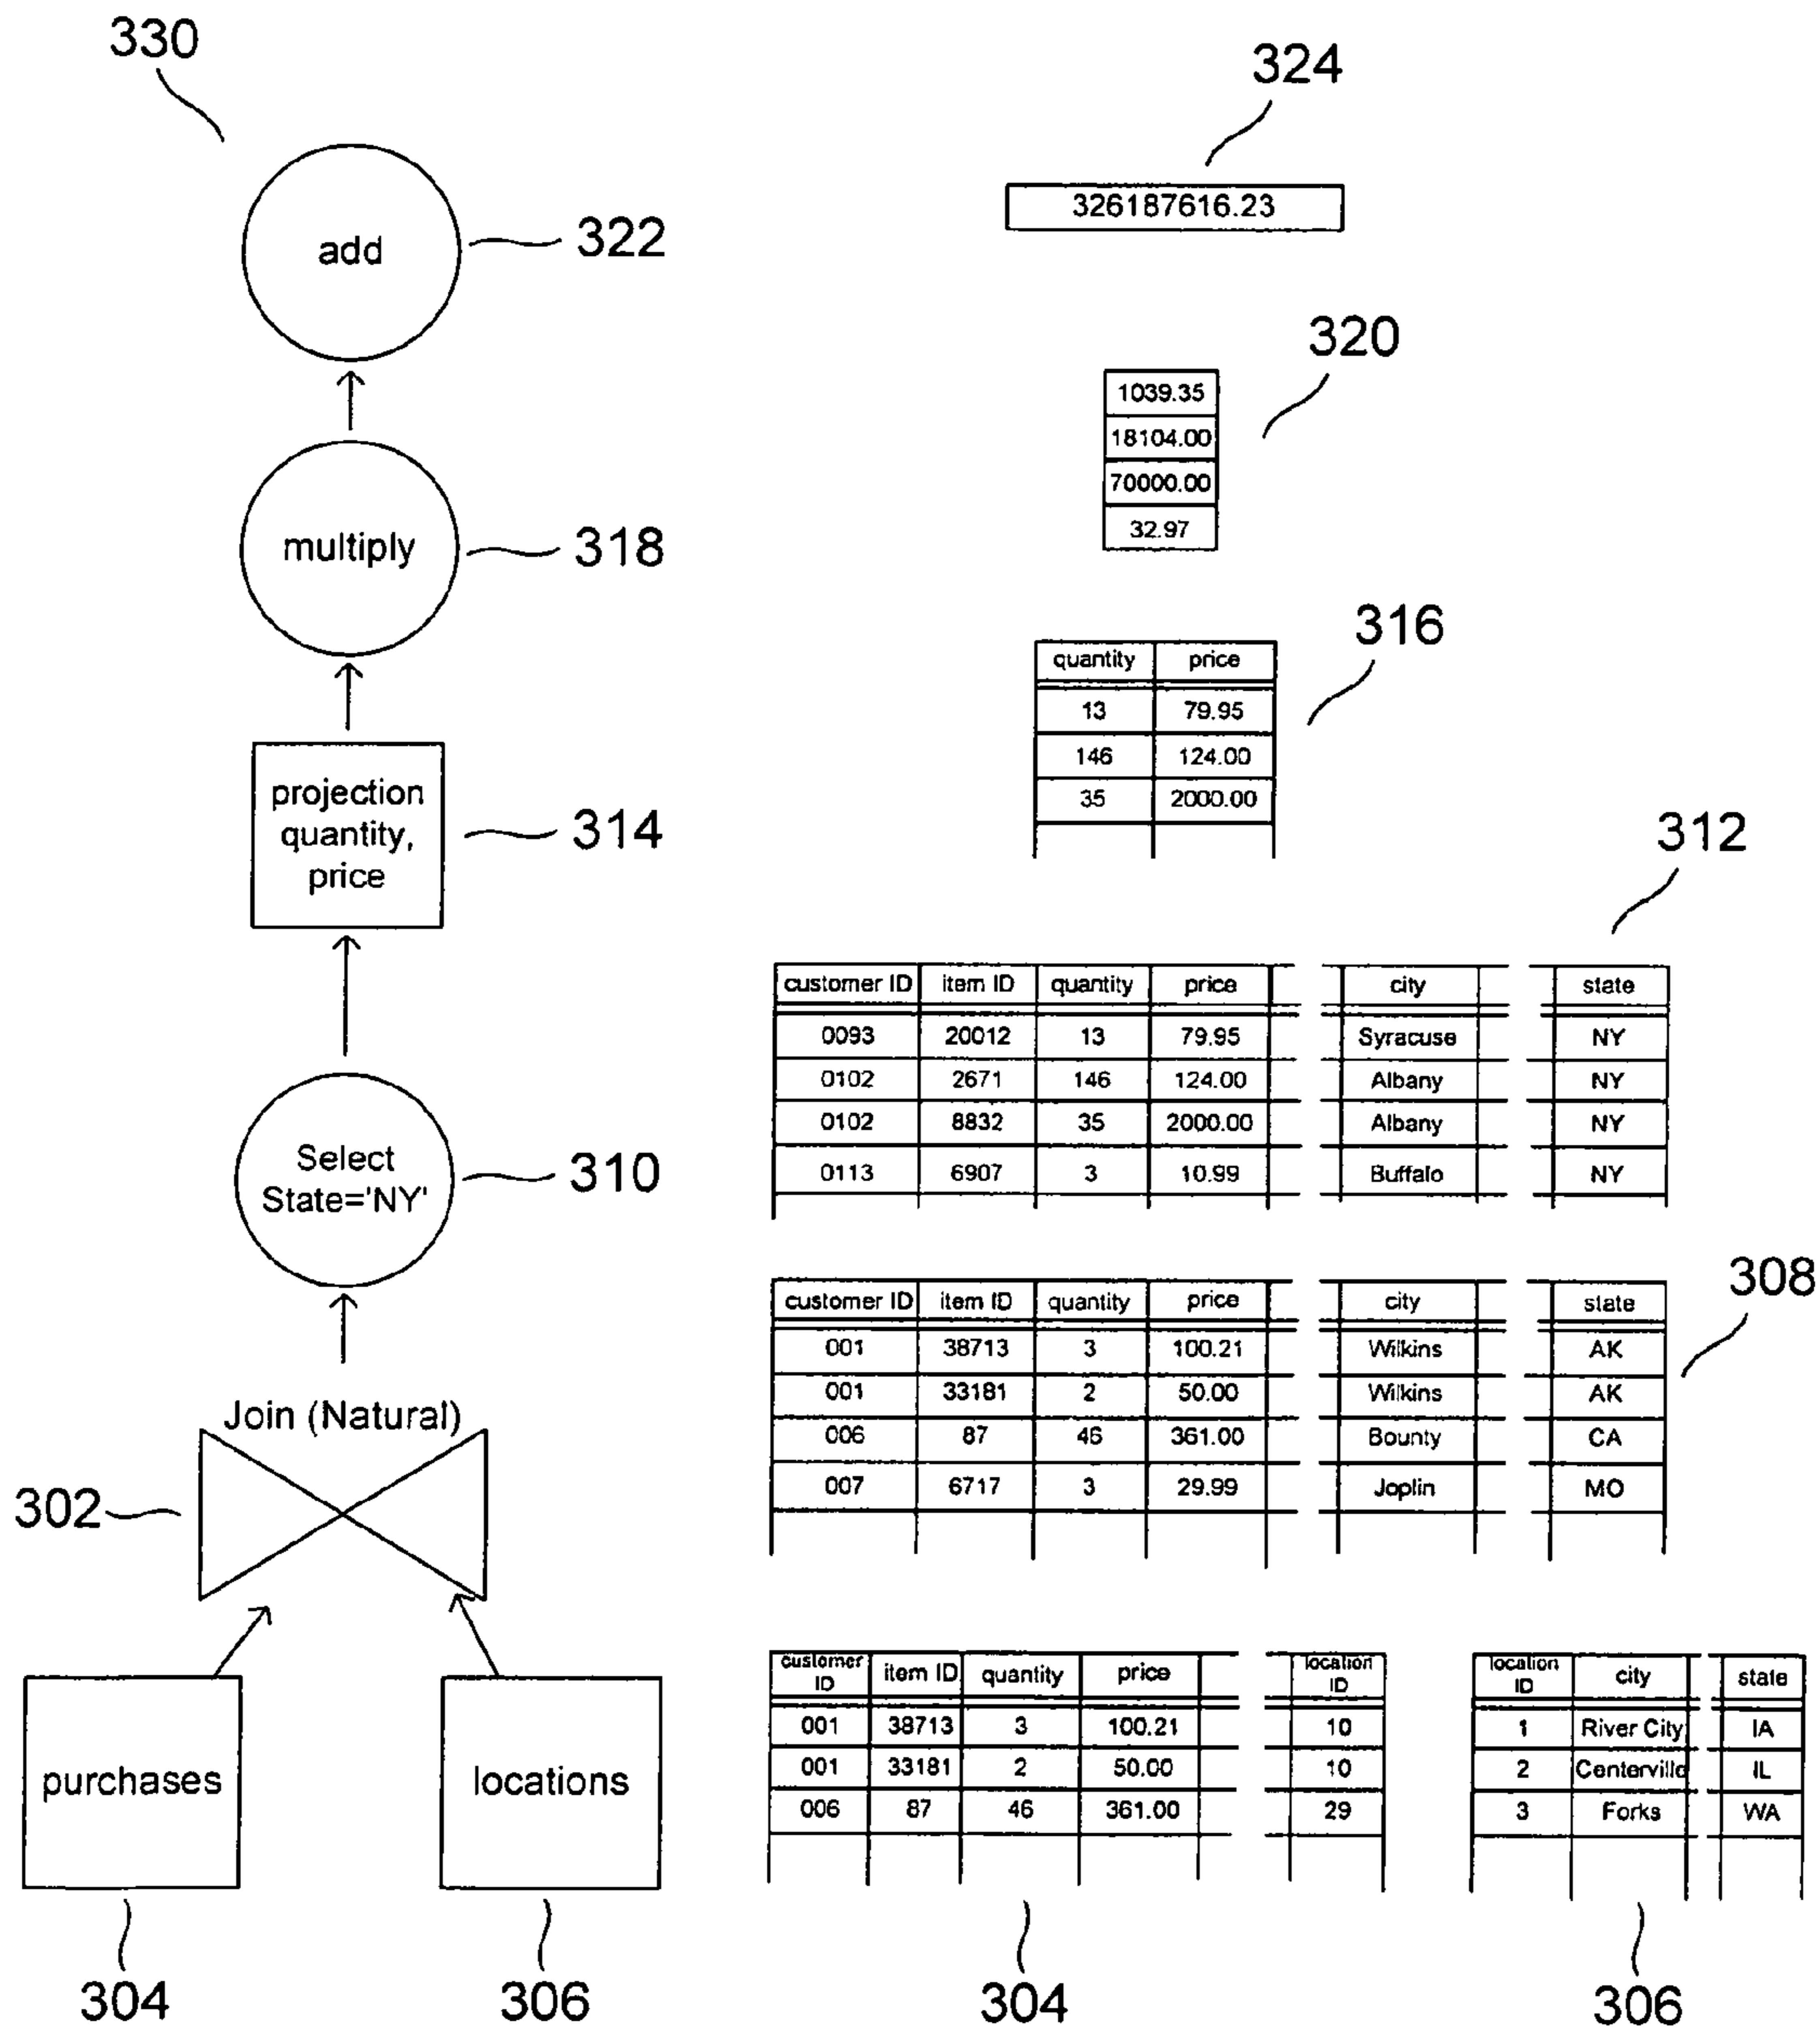 330
add
322
multiply
318
projection
quantity,
price
314
Select
State='NY'
310
Join (Natural)
302
purchases
locations
304
306
324
326187616.23
320
1039.35
18104.00
70000.00
32.97
316
quantity price
13 79.95
146 124.00
35 2000.00
312
customer ID item ID quantity price city state
0093 20012 13 79.95 Syracuse NY
0102 2671 146 124.00 Albany NY
0102 8832 35 2000.00 Albany NY
0113 6907 3 10.99 Buffalo NY
308
customer ID item ID quantity price city state
001 38713 3 100.21 Wilkins AK
001 33181 2 50.00 Wilkins AK
006 87 46 361.00 Bounty CA
007 6717 3 29.99 Joplin MO
customer ID item ID quantity price location ID
001 38713 3 100.21 10
001 33181 2 50.00 10
006 87 46 361.00 29
304
location ID city state
1 River City IA
2 Centerville IL
3 Forks WA
306